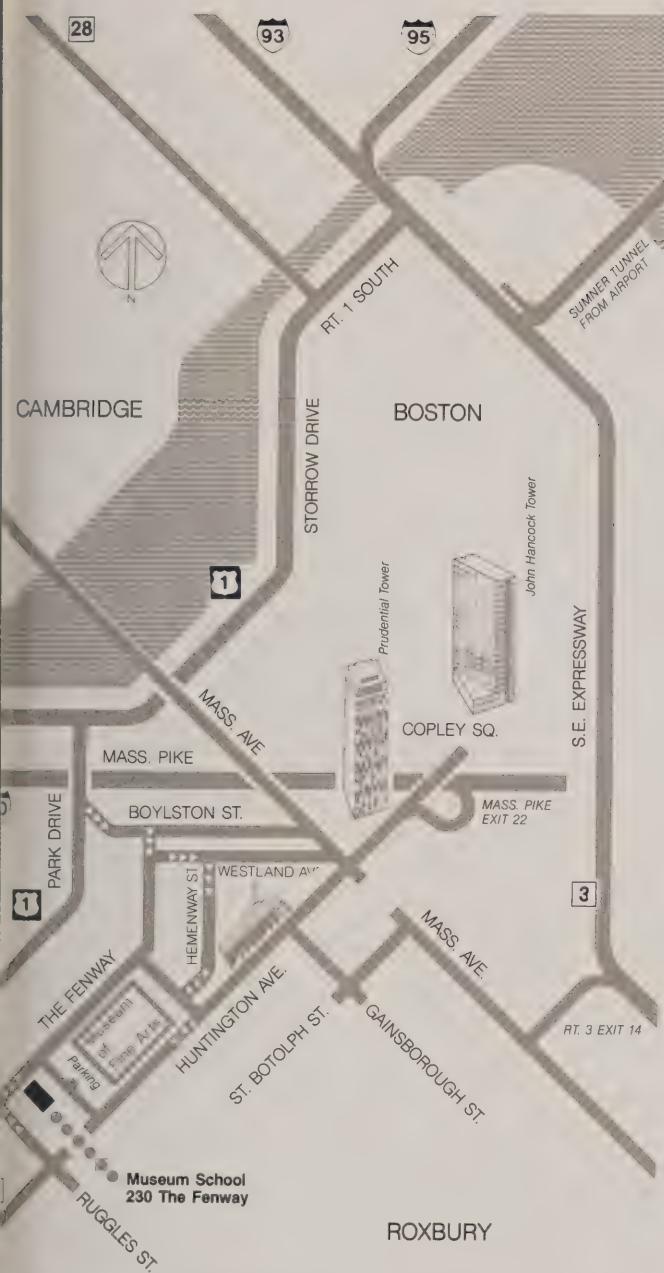 28
93
95
N
RT. 1 SOUTH
SUMNER TUNNEL
FROM AIRPORT
CAMBRIDGE
BOSTON
STORROW DRIVE
John Hancock Tower
1
Prudential Tower
S.E. EXPRESSWAY
MASS. AVE
COPLEY SQ.
MASS. PIKE
MASS. PIKE
EXIT 22
BOYLSTON ST.
PARK DRIVE
WESTLAND AV
HEMENWAY ST
1
3
MASS. AVE.
THE FENWAY
Museum
of
Fine Arts
Parking
HUNTINGTON AVE.
ST. BOTOLPH ST.
GAINSBOROUGH ST.
RT. 3 EXIT 14
Museum School
230 The Fenway
RUGGLES ST.
ROXBURY